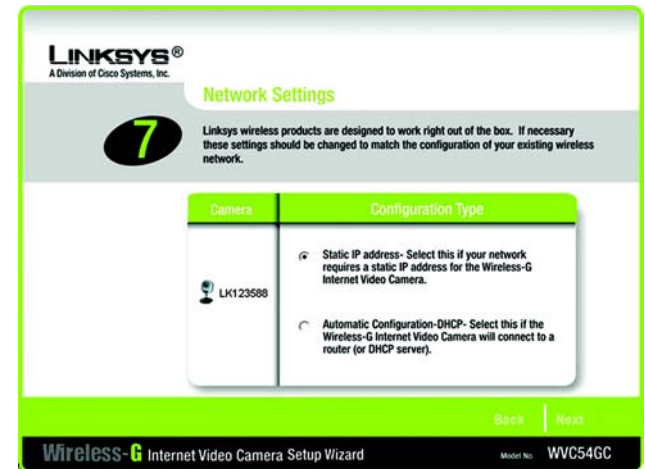 LINKSYS®
A Division of Cisco Systems, Inc.
Network Settings
7
Linksys wireless products are designed to work right out of the box. If necessary
these settings should be changed to match the configuration of your existing wireless
network.
Camera
Configuration Type
LK123588
Static IP address- Select this if your network
requires a static IP address for the Wireless-G
Internet Video Camera.
Automatic Configuration-DHCP- Select this if the
Wireless-G Internet Video Camera will connect to a
router (or DHCP server).
Back
Next
Wireless-G Internet Video Camera Setup Wizard
Model No. WVC54GC